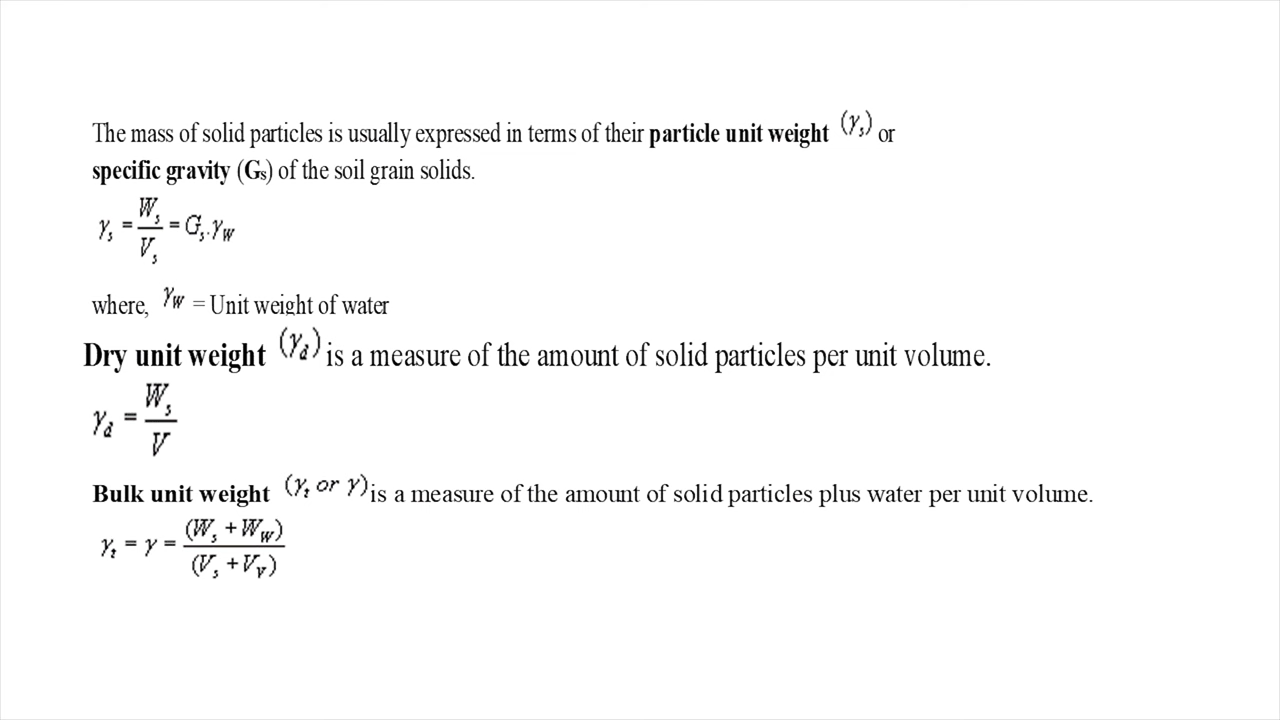 The mass of solid particles is usually expressed in terms of their particle unit weight (γs) or
specific gravity (Gs) of the soil grain solids.
γs = Ws/Vs = Gs.γW
where, γW = Unit weight of water
Dry unit weight (γd) is a measure of the amount of solid particles per unit volume.
γd = Ws/V
Bulk unit weight (γt or γ) is a measure of the amount of solid particles plus water per unit volume.
γt = γ = (Ws + WW)/(Vs + VV)